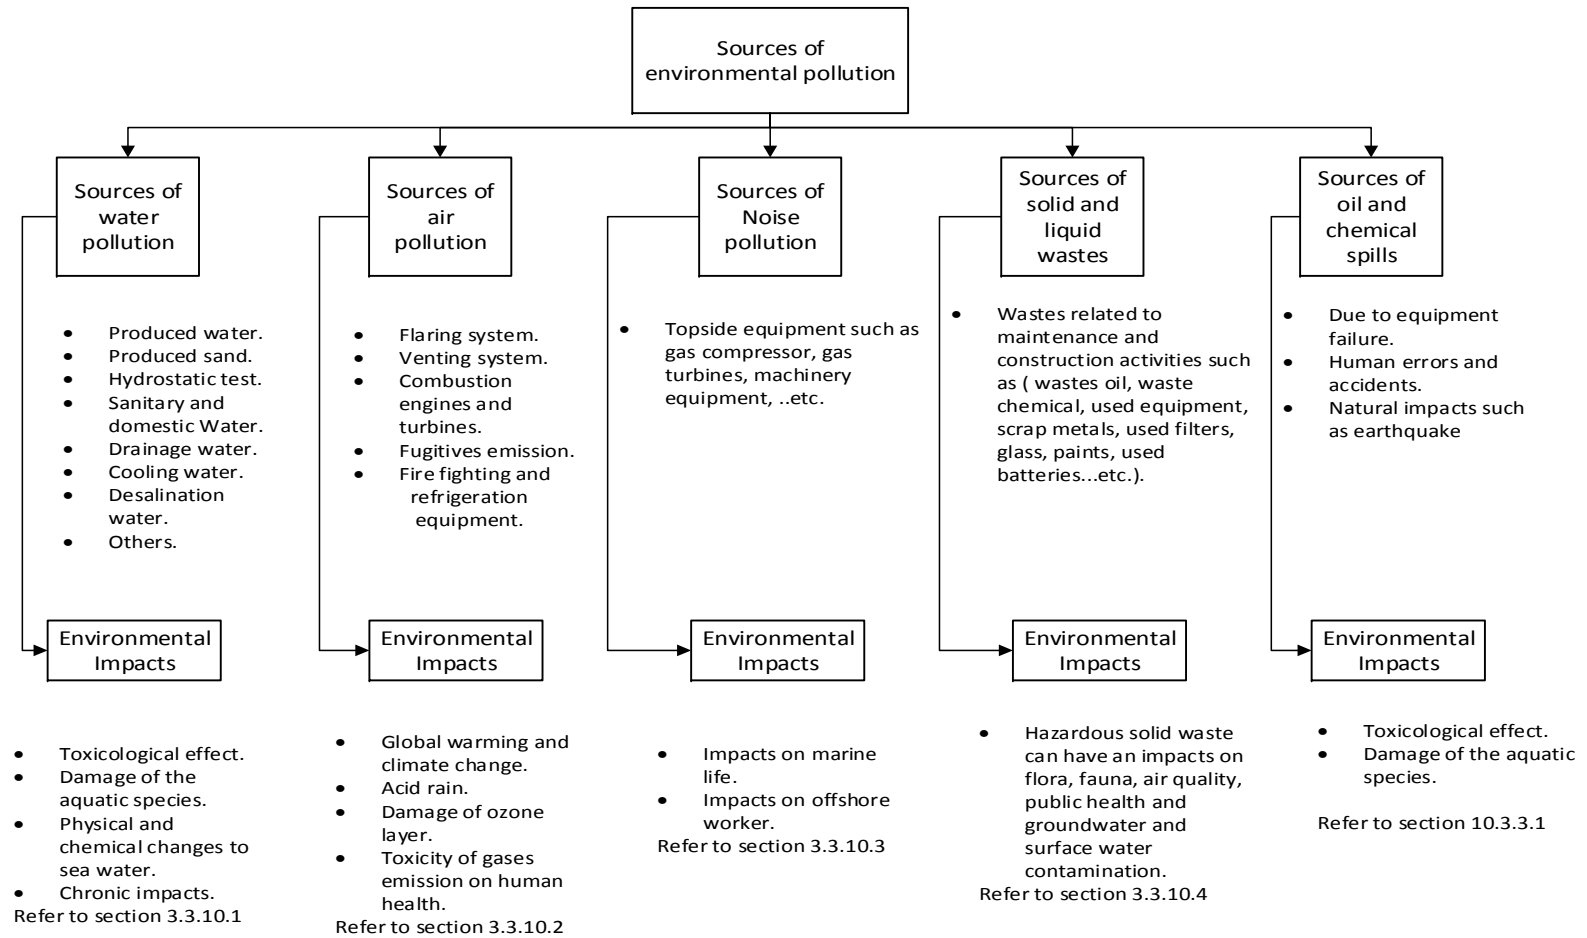 Sources of
environmental pollution
Sources of
water
pollution
Sources of
air
pollution
Sources of
Noise
pollution
Sources of
solid and
liquid
wastes
Sources of
oil and
chemical
spills
• Produced water.
• Produced sand.
• Hydrostatic test.
• Sanitary and
domestic Water.
• Drainage water.
• Cooling water.
• Desalination
water.
• Others.
• Flaring system.
• Venting system.
• Combustion
engines and
turbines.
• Fugitives emission.
• Fire fighting and
refrigeration
equipment.
• Topside equipment such as
gas compressor, gas
turbines, machinery
equipment, ..etc.
• Wastes related to
maintenance and
construction activities such
as ( wastes oil, waste
chemical, used equipment,
scrap metals, used filters,
glass, paints, used
batteries...etc.).
• Due to equipment
failure.
• Human errors and
accidents.
• Natural impacts such
as earthquake
Environmental
Impacts
Environmental
Impacts
Environmental
Impacts
Environmental
Impacts
Environmental
Impacts
• Toxicological effect.
• Damage of the
aquatic species.
• Physical and
chemical changes to
sea water.
• Chronic impacts.
Refer to section 3.3.10.1
• Global warming and
climate change.
• Acid rain.
• Damage of ozone
layer.
• Toxicity of gases
emission on human
health.
Refer to section 3.3.10.2
• Impacts on marine
life.
• Impacts on offshore
worker.
Refer to section 3.3.10.3
• Hazardous solid waste
can have an impacts on
flora, fauna, air quality,
public health and
groundwater and
surface water
contamination.
Refer to section 3.3.10.4
• Toxicological effect.
• Damage of the aquatic
species.
Refer to section 10.3.3.1